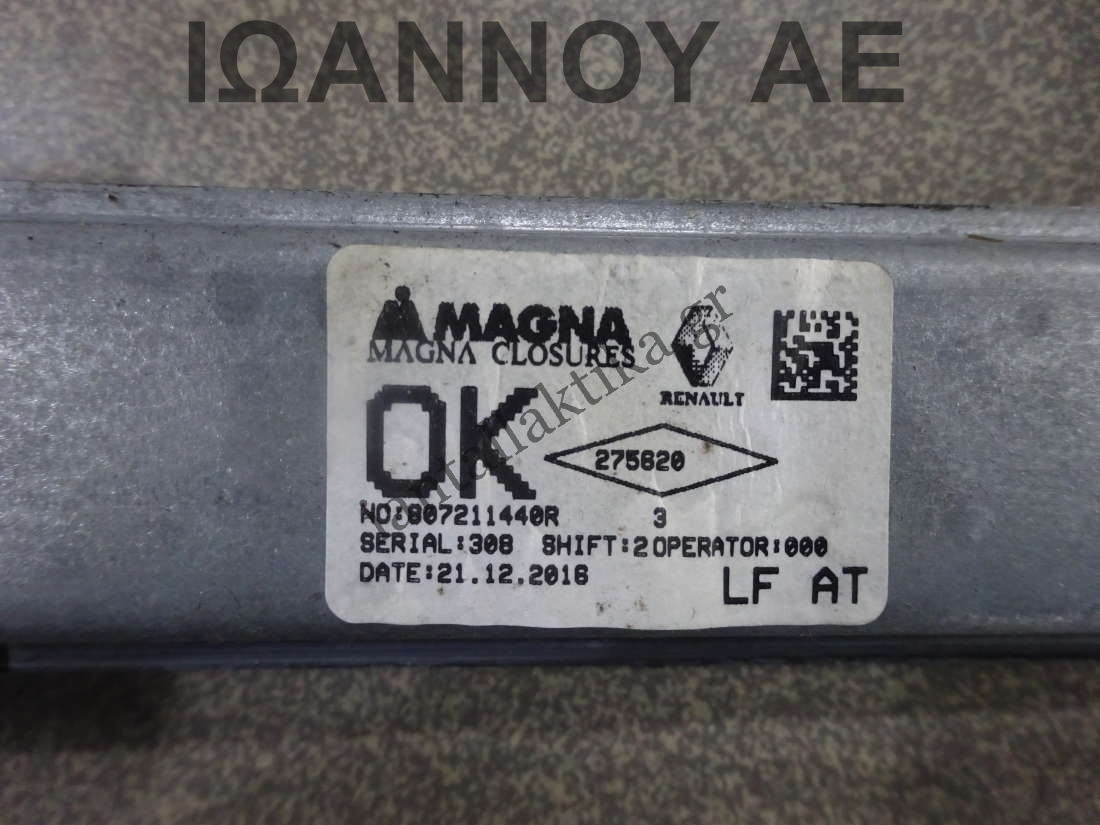 ΙΩΑΝΝΟΥ ΑΕ
MAGNA
MAGNA CLOSURES
RENAULT
OK
275620
NO:807211440R 3
SERIAL:308 SHIFT:2 OPERATOR:000
DATE:21.12.2016
LF AT